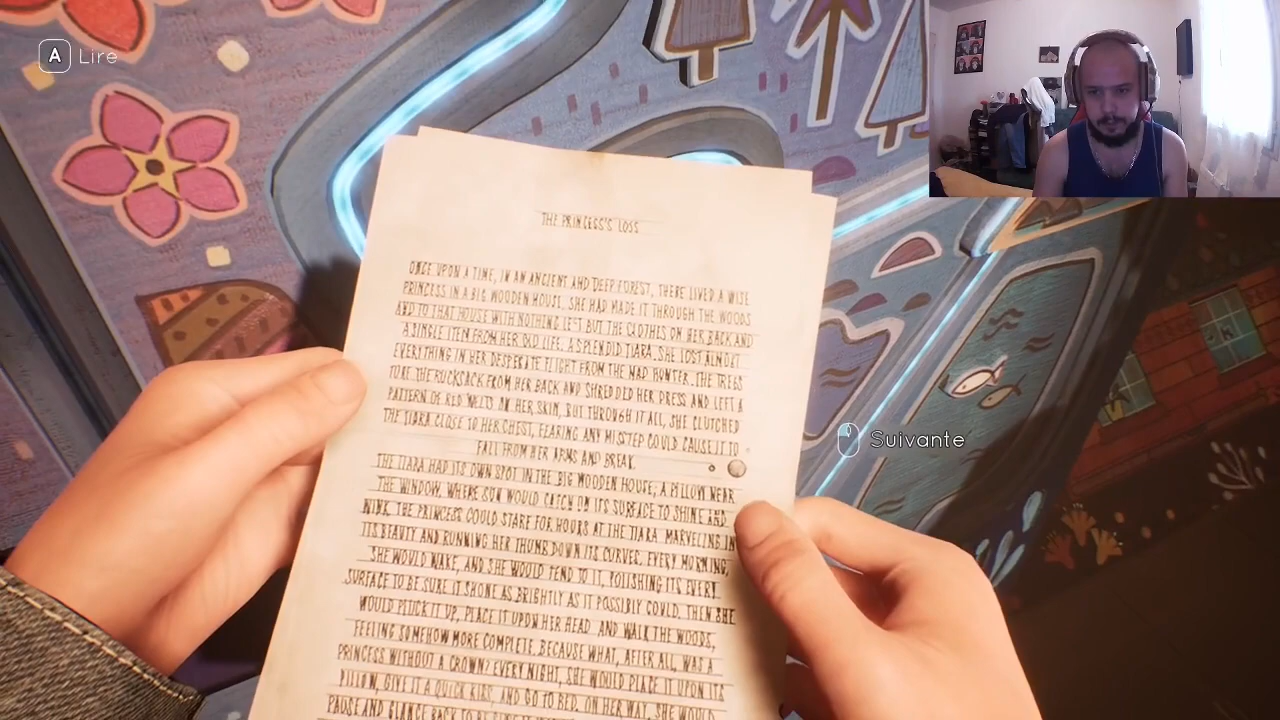 A Lire
THE PRINCESS'S LOSS
ONCE UPON A TIME, IN AN ANCIENT AND DEEP FOREST, THERE LIVED A WISE
PRINCESS IN A BIG WOODEN HOUSE. SHE HAD MADE IT THROUGH THE WOODS
AND TO THAT HOUSE WITH NOTHING LEFT BUT THE CLOTHES ON HER BACK AND
A SINGLE ITEM FROM HER OLD LIFE: A SPLENDID TIARA. SHE LOST ALMOST
EVERYTHING IN HER DESPERATE FLIGHT FROM THE MAD HUNTER. THE TREES
TORE THE RUCKSACK FROM HER BACK AND SHREDDED HER DRESS AND LEFT A
PATTERN OF RED WELTS ON HER SKIN, BUT THROUGH IT ALL, SHE CLUTCHED
THE TIARA CLOSE TO HER CHEST, FEARING ANY MISSTEP COULD CAUSE IT TO
FALL FROM HER ARMS AND BREAK.
THE TIARA HAD ITS OWN SPOT IN THE BIG WOODEN HOUSE, A PILLOW NEAR
THE WINDOW, WHERE SUN WOULD CATCH ON ITS SURFACE TO SHINE AND
WINK. THE PRINCESS COULD STARE FOR HOURS AT THE TIARA, MARVELING IN
ITS BEAUTY AND RUNNING HER THUMB DOWN ITS CURVES. EVERY MORNING,
SHE WOULD WAKE, AND SHE WOULD TEND TO IT, POLISHING ITS EVERY
SURFACE TO BE SURE IT SHONE AS BRIGHTLY AS IT POSSIBLY COULD. THEN SHE
WOULD PLUCK IT UP, PLACE IT UPON HER HEAD, AND WALK THE WOODS,
FEELING SOMEHOW MORE COMPLETE. BECAUSE WHAT, AFTER ALL, WAS A
PRINCESS WITHOUT A CROWN? EVERY NIGHT, SHE WOULD PLACE IT UPON ITS
PILLOW, GIVE IT A QUICK KISS, AND GO TO BED. ON HER WAY, SHE WOULD
PAUSE AND GLANCE BACK TO BE SURE IT
Suivante